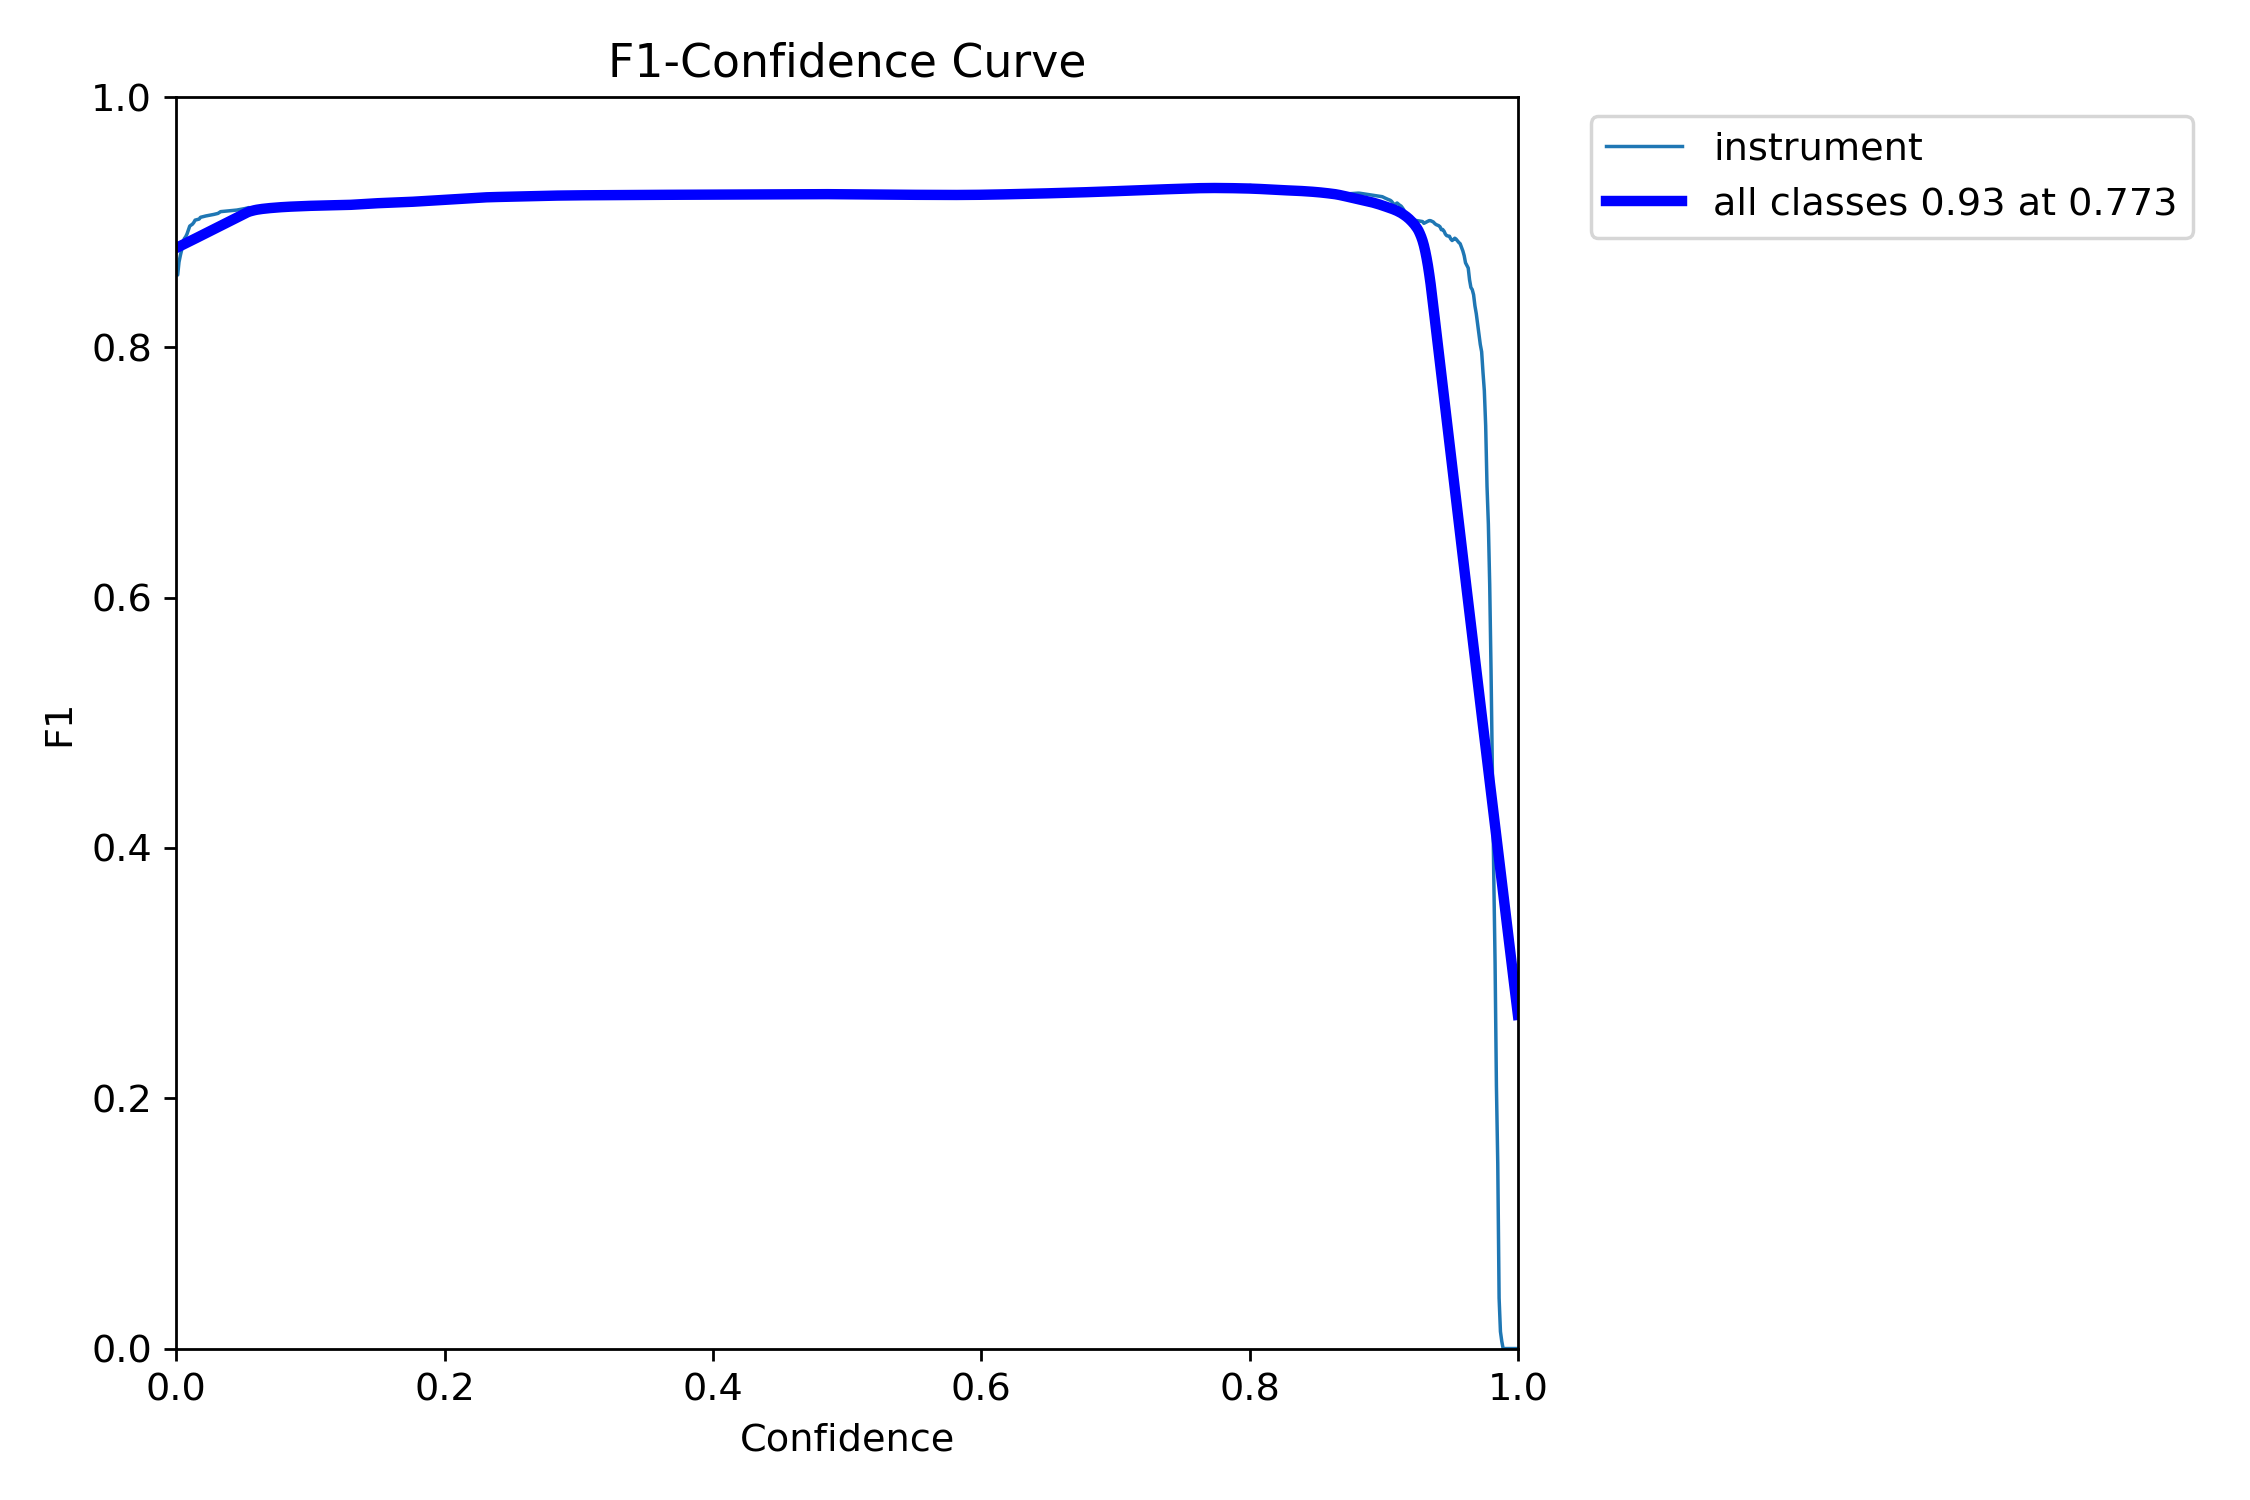 F1-Confidence Curve
1.0
0.8
0.6
0.4
0.2
0.0
F1
0.0 0.2 0.4 0.6 0.8 1.0
Confidence
instrument
all classes 0.93 at 0.773